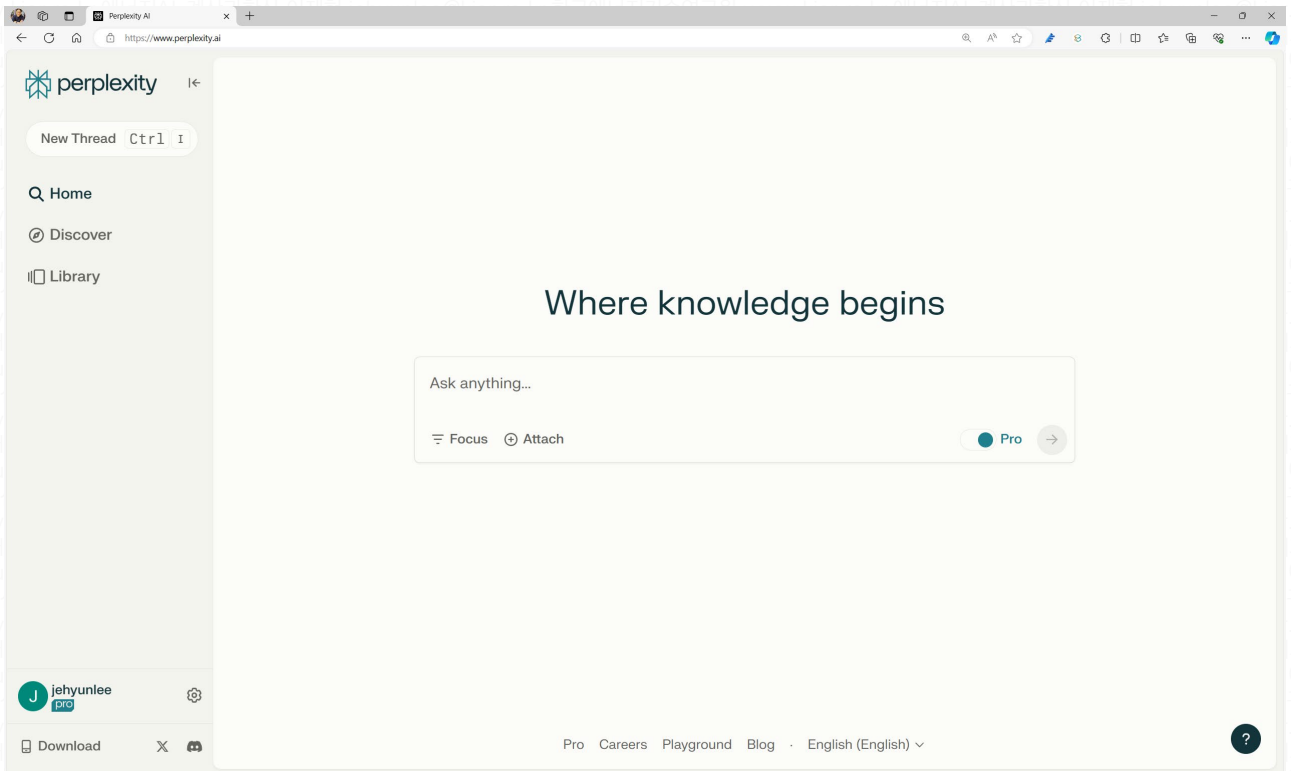 Perplexity AI
https://www.perplexity.ai
perplexity
New Thread Ctrl I
Home
Discover
Library
Where knowledge begins
Ask anything...
Focus Attach Pro
J jehyunlee
pro
Download
Pro Careers Playground Blog · English (English)
?